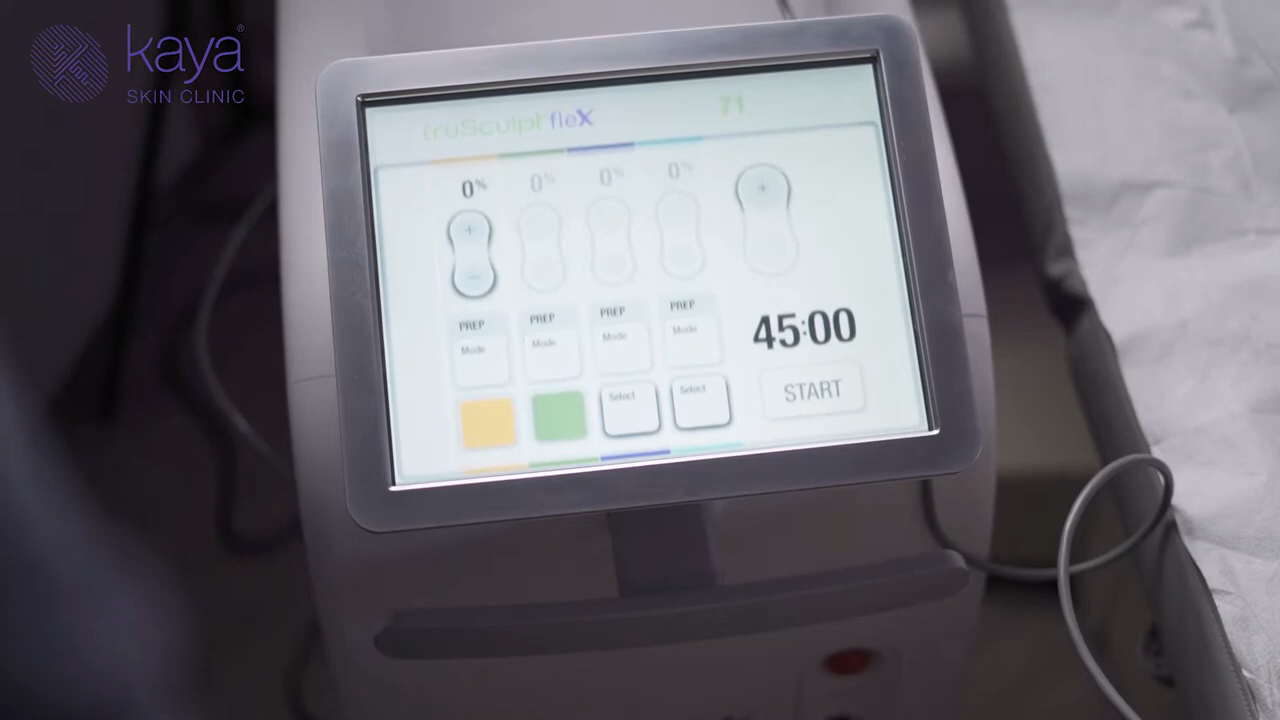 kaya®
SKIN CLINIC
truSculpt fleX
71
0% 0% 0% 0%
+
+
−
PREP PREP PREP PREP
Mode Mode Mode Mode
45:00
Select Select
START